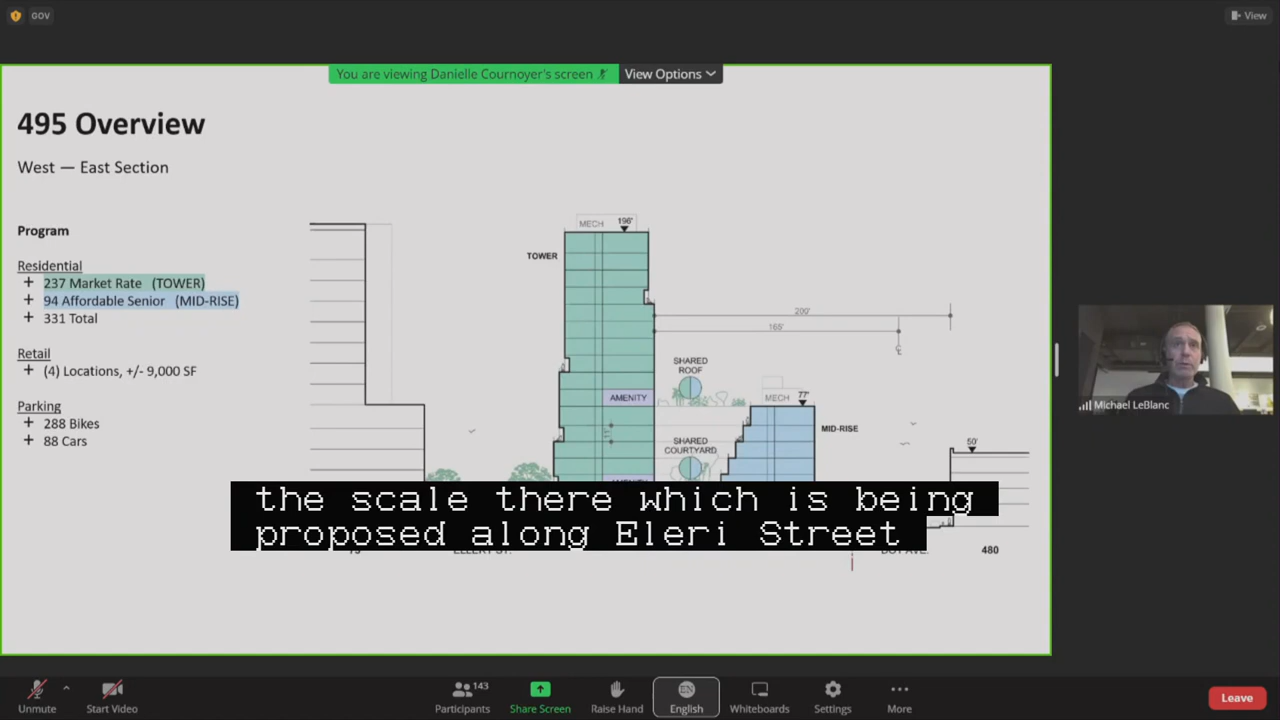 GOV
View
You are viewing Danielle Cournoyer's screen
View Options
495 Overview
West — East Section
Program
Residential
+ 237 Market Rate (TOWER)
+ 94 Affordable Senior (MID-RISE)
+ 331 Total
Retail
+ (4) Locations, +/- 9,000 SF
Parking
+ 288 Bikes
+ 88 Cars
MECH
196'
TOWER
200'
165'
SHARED
ROOF
AMENITY
MECH
77'
MID-RISE
11'
SHARED
COURTYARD
50'
480
the scale there which is being
proposed along Eleri Street
Michael LeBlanc
Unmute
Start Video
143
Participants
Share Screen
Raise Hand
EN
English
Whiteboards
Settings
More
Leave